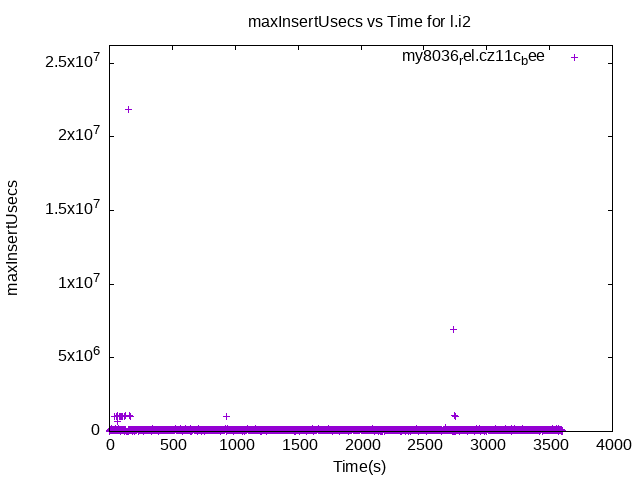 maxInsertUsecs vs Time for l.i2
my8036rel.cz11cbee
2.5x10^7
2x10^7
1.5x10^7
1x10^7
5x10^6
0
maxInsertUsecs
0 500 1000 1500 2000 2500 3000 3500 4000
Time(s)